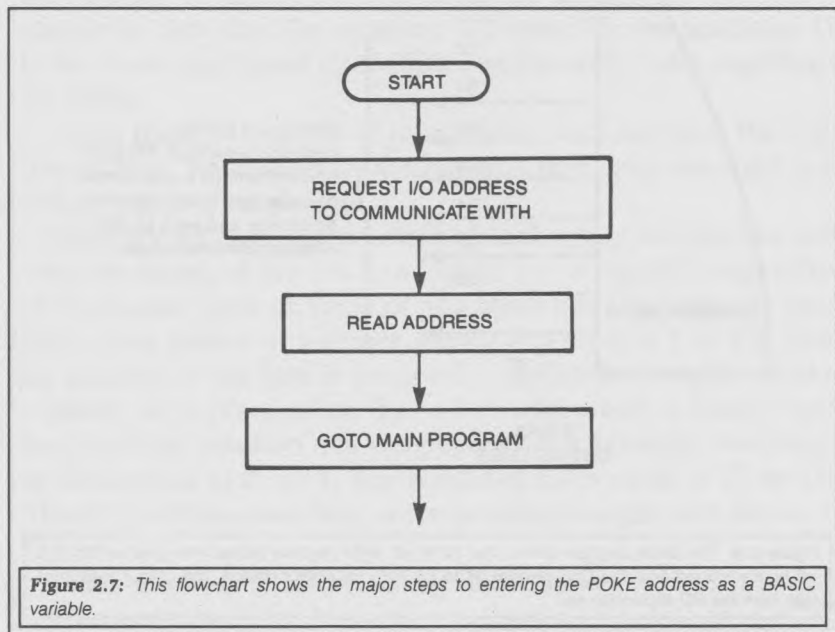 START
REQUEST I/O ADDRESS
TO COMMUNICATE WITH
READ ADDRESS
GOTO MAIN PROGRAM
Figure 2.7: This flowchart shows the major steps to entering the POKE address as a BASIC
variable.